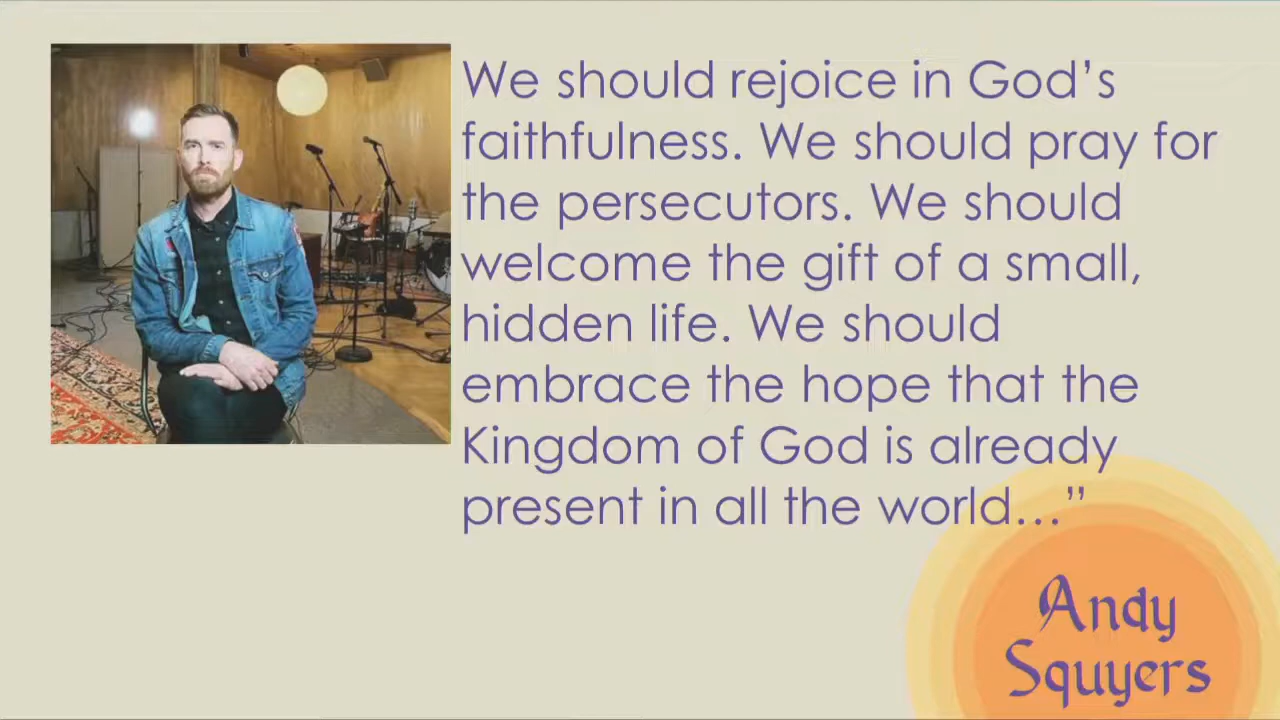 We should rejoice in God’s
faithfulness. We should pray for
the persecutors. We should
welcome the gift of a small,
hidden life. We should
embrace the hope that the
Kingdom of God is already
present in all the world…”
Andy
Squyers